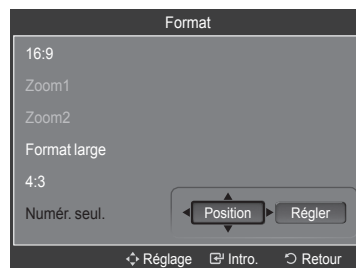 Format
16:9
Zoom1
Zoom2
Format large
4:3
Numér. seul.
Position Régler
Réglage Intro. Retour